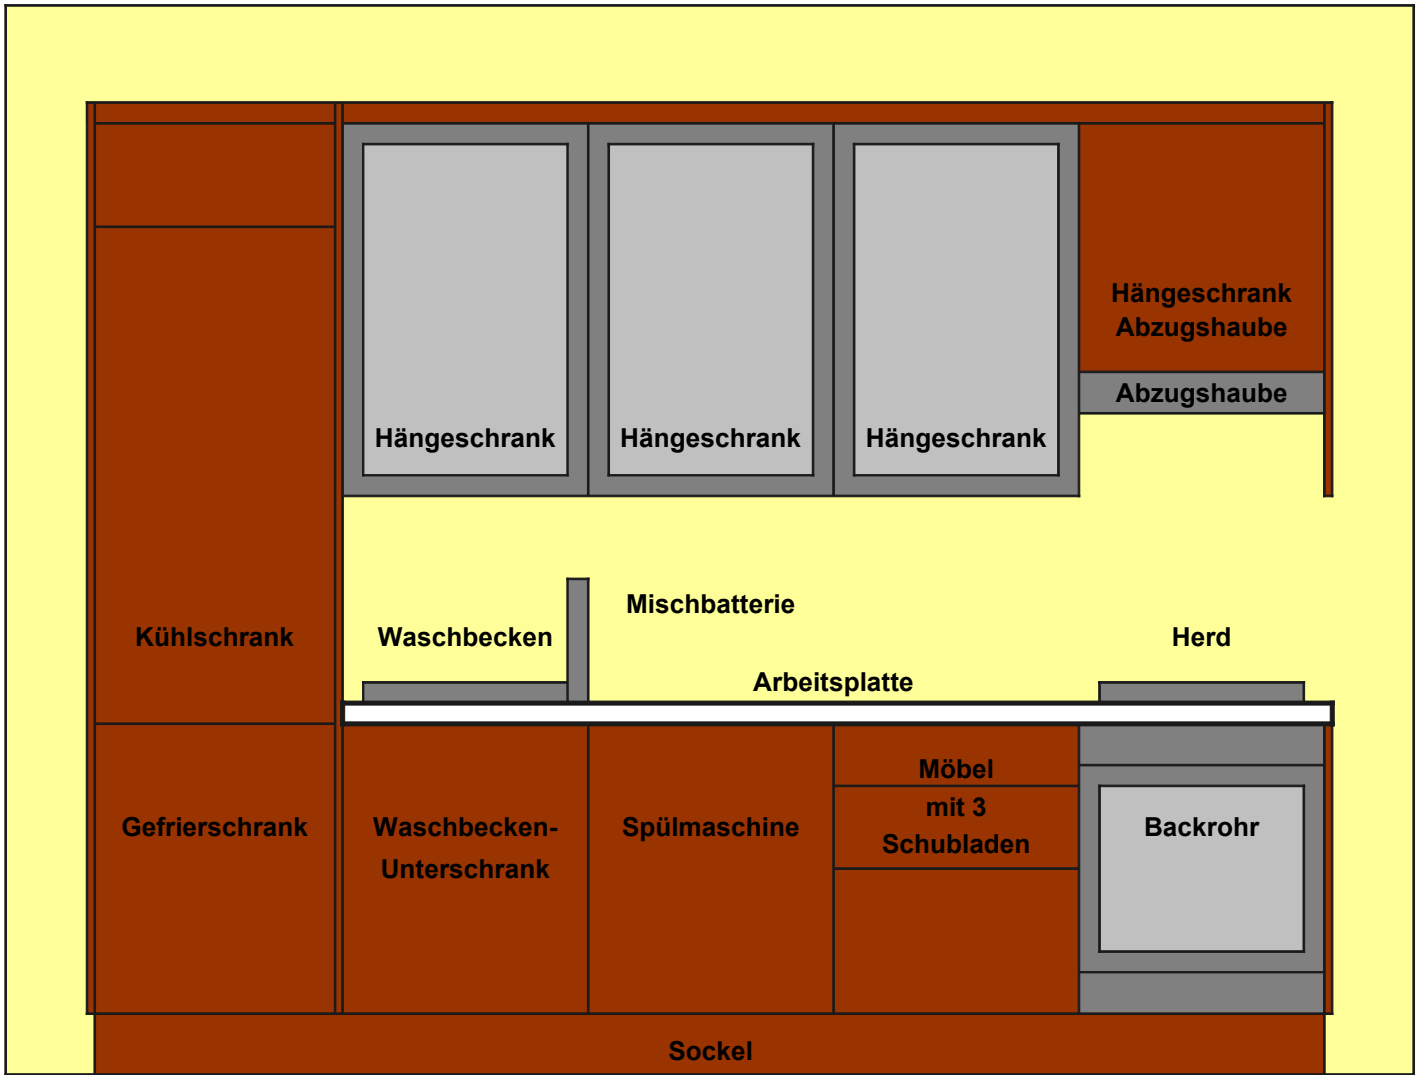 Hängeschrank
Abzugshaube
Abzugshaube
Hängeschrank
Hängeschrank
Hängeschrank
Mischbatterie
Kühlschrank
Waschbecken
Herd
Arbeitsplatte
Gefrierschrank
Waschbecken-
Unterschrank
Spülmaschine
Möbel
mit 3
Schubladen
Backrohr
Sockel